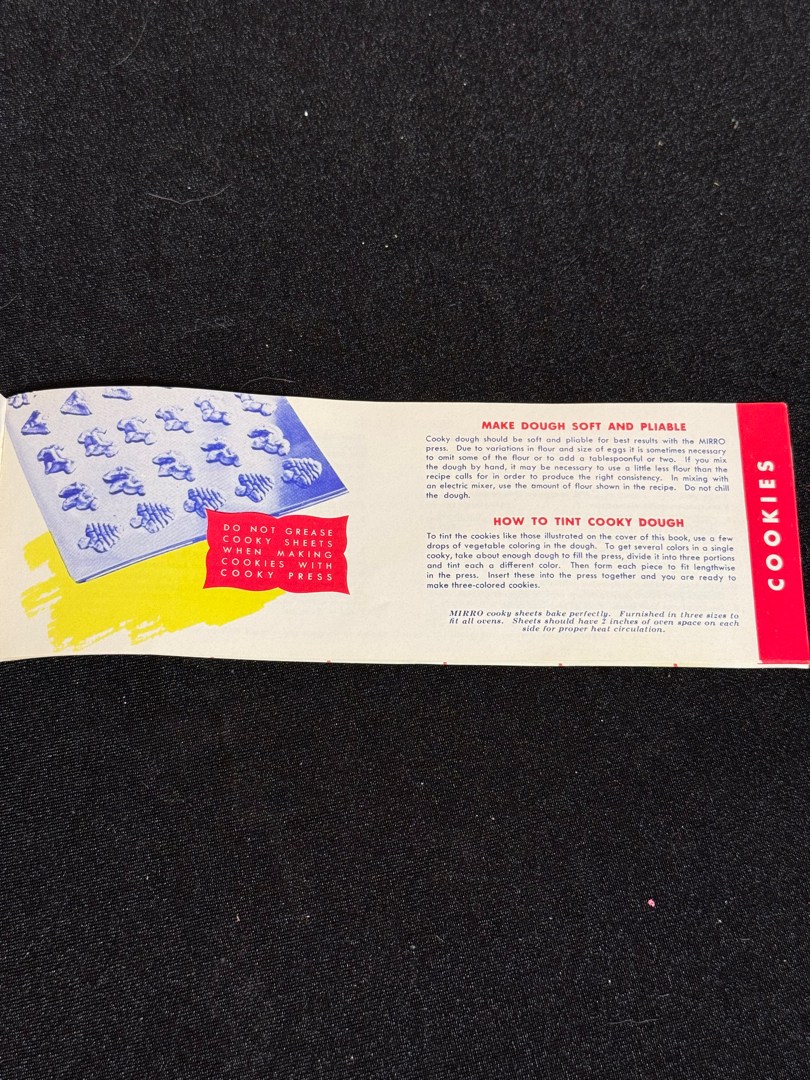 DO NOT GREASE
COOKY SHEETS
WHEN MAKING
COOKIES WITH
COOKY PRESS
MAKE DOUGH SOFT AND PLIABLE
Cooky dough should be soft and pliable for best results with the MIRRO
press. Due to variations in flour and size of eggs it is sometimes necessary
to omit some of the flour or to add a tablespoonful or two. If you mix
the dough by hand, it may be necessary to use a little less flour than the
recipe calls for in order to produce the right consistency. In mixing with
an electric mixer, use the amount of flour shown in the recipe. Do not chill
the dough.
HOW TO TINT COOKY DOUGH
To tint the cookies like those illustrated on the cover of this book, use a few
drops of vegetable coloring in the dough. To get several colors in a single
cooky, take about enough dough to fill the press, divide it into three portions
and tint each a different color. Then form each piece to fit lengthwise
in the press. Insert these into the press together and you are ready to
make three-colored cookies.
MIRRO cooky sheets bake perfectly. Furnished in three sizes to
fit all ovens. Sheets should have 2 inches of oven space on each
side for proper heat circulation.
COOKIES